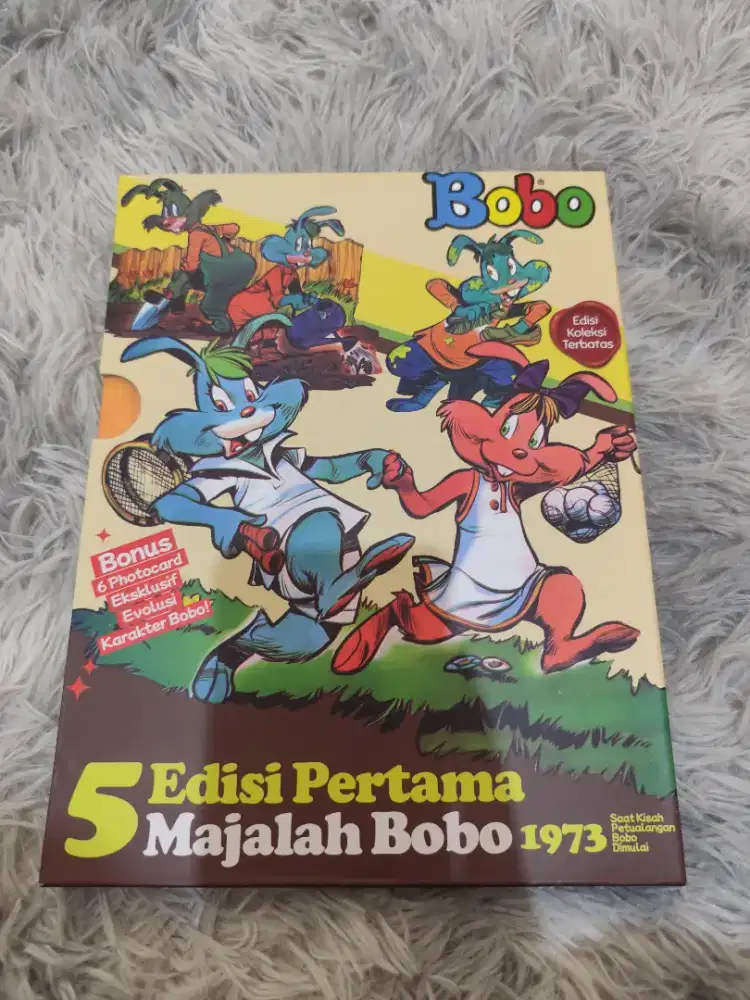 Bobo
Edisi
Koleksi
Terbatas
Bonus
6 Photocard
Eksklusif
Evolusi
Karakter Bobo!
5 Edisi Pertama
Majalah Bobo 1973
Saat Kisah
Petualangan
Bobo
Dimulai